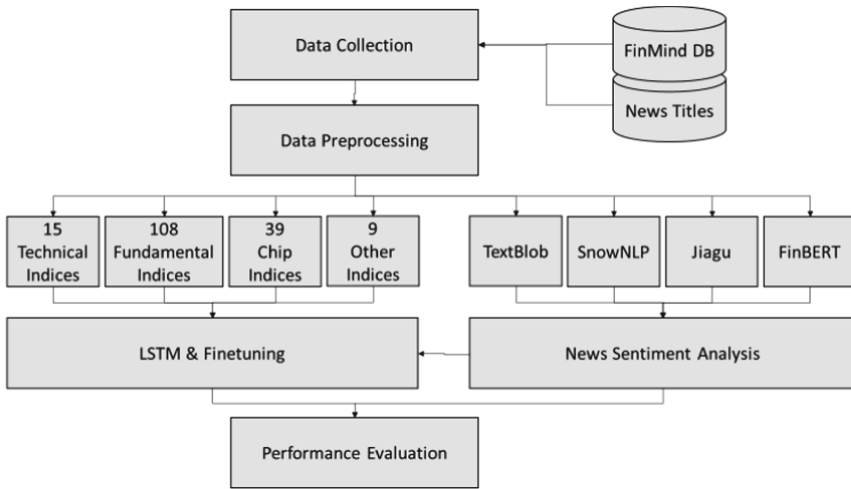 Data Collection
FinMind DB
News Titles
Data Preprocessing
15
Technical
Indices
108
Fundamental
Indices
39
Chip
Indices
9
Other
Indices
TextBlob
SnowNLP
Jiagu
FinBERT
LSTM & Finetuning
News Sentiment Analysis
Performance Evaluation